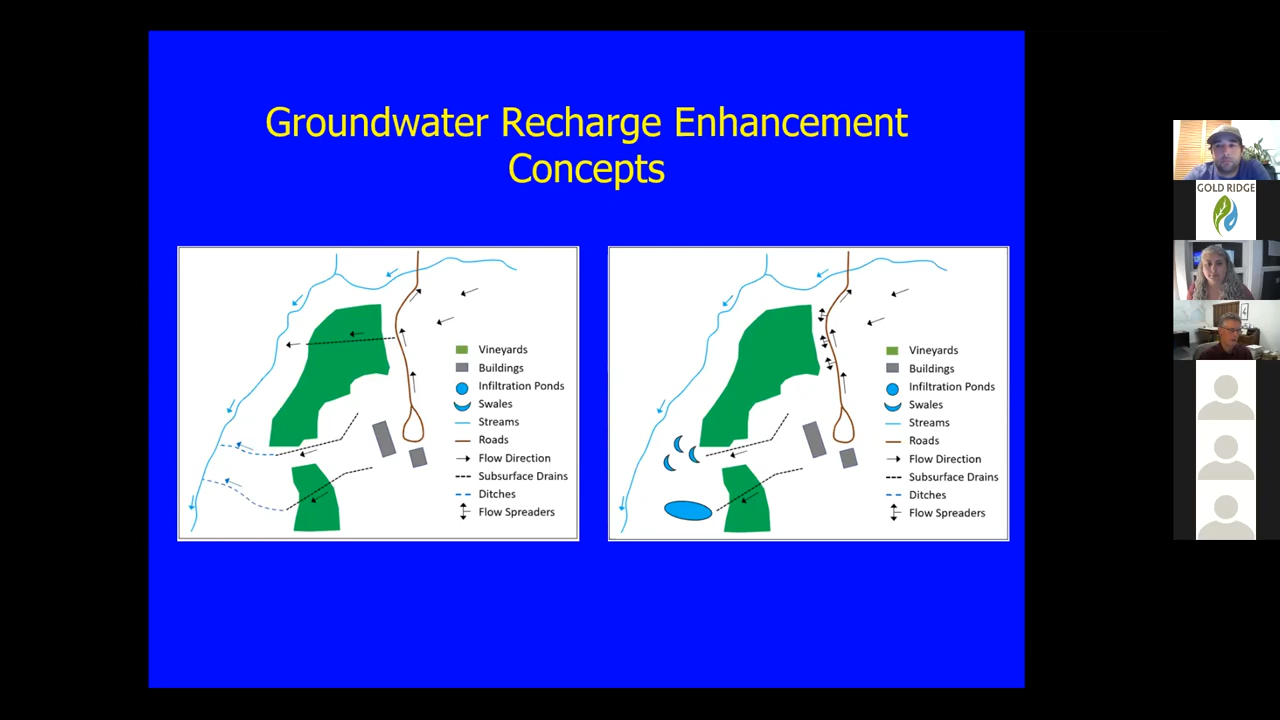 Groundwater Recharge Enhancement
Concepts
Vineyards
Buildings
Infiltration Ponds
Swales
Streams
Roads
Flow Direction
Subsurface Drains
Ditches
Flow Spreaders
Vineyards
Buildings
Infiltration Ponds
Swales
Streams
Roads
Flow Direction
Subsurface Drains
Ditches
Flow Spreaders
GOLD RIDGE